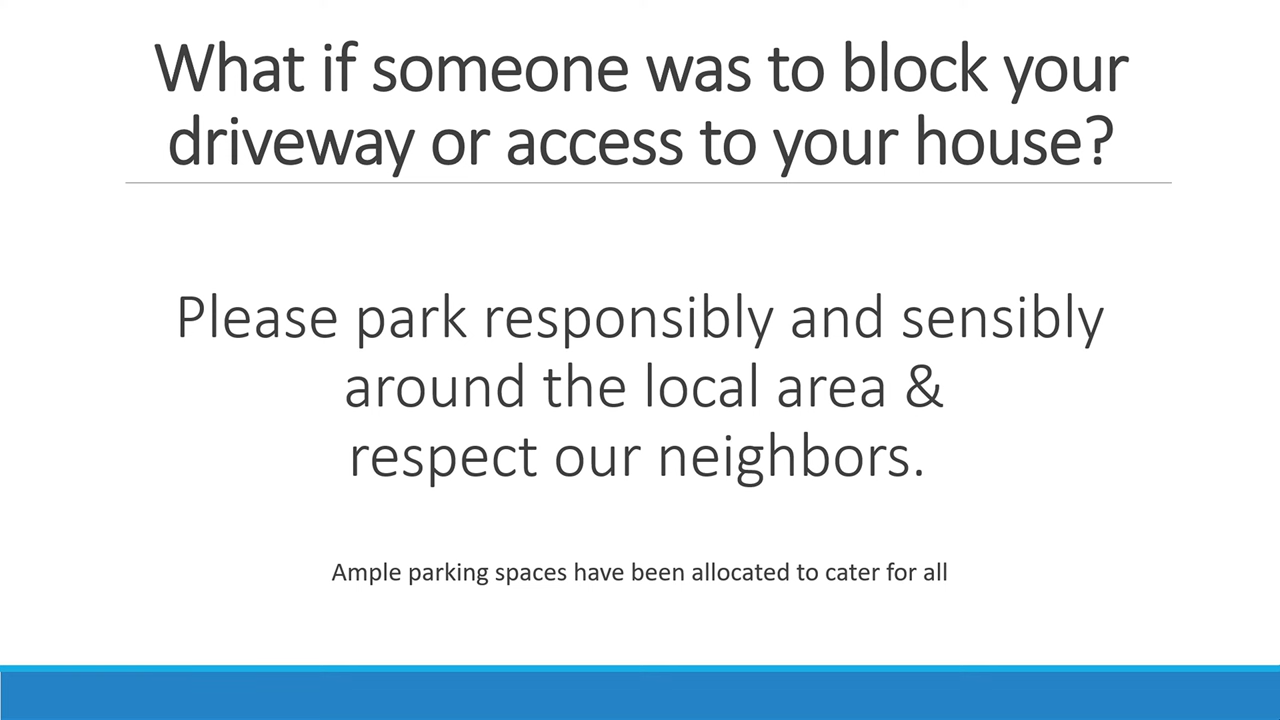 What if someone was to block your
driveway or access to your house?
Please park responsibly and sensibly
around the local area &
respect our neighbors.
Ample parking spaces have been allocated to cater for all